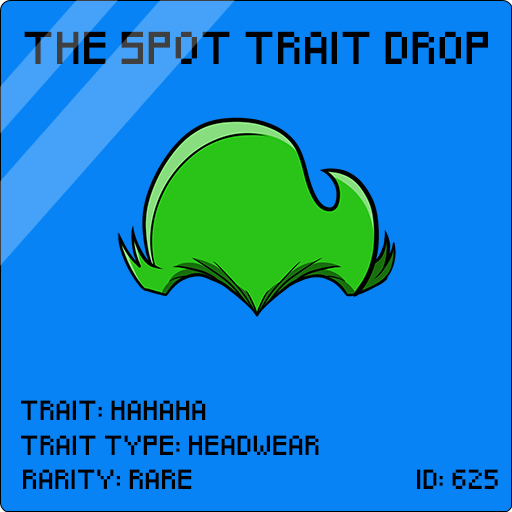 THE SPOT TRAIT DROP
TRAIT: HAHAHA
TRAIT TYPE: HEADWEAR
RARITY: RARE
ID: 625